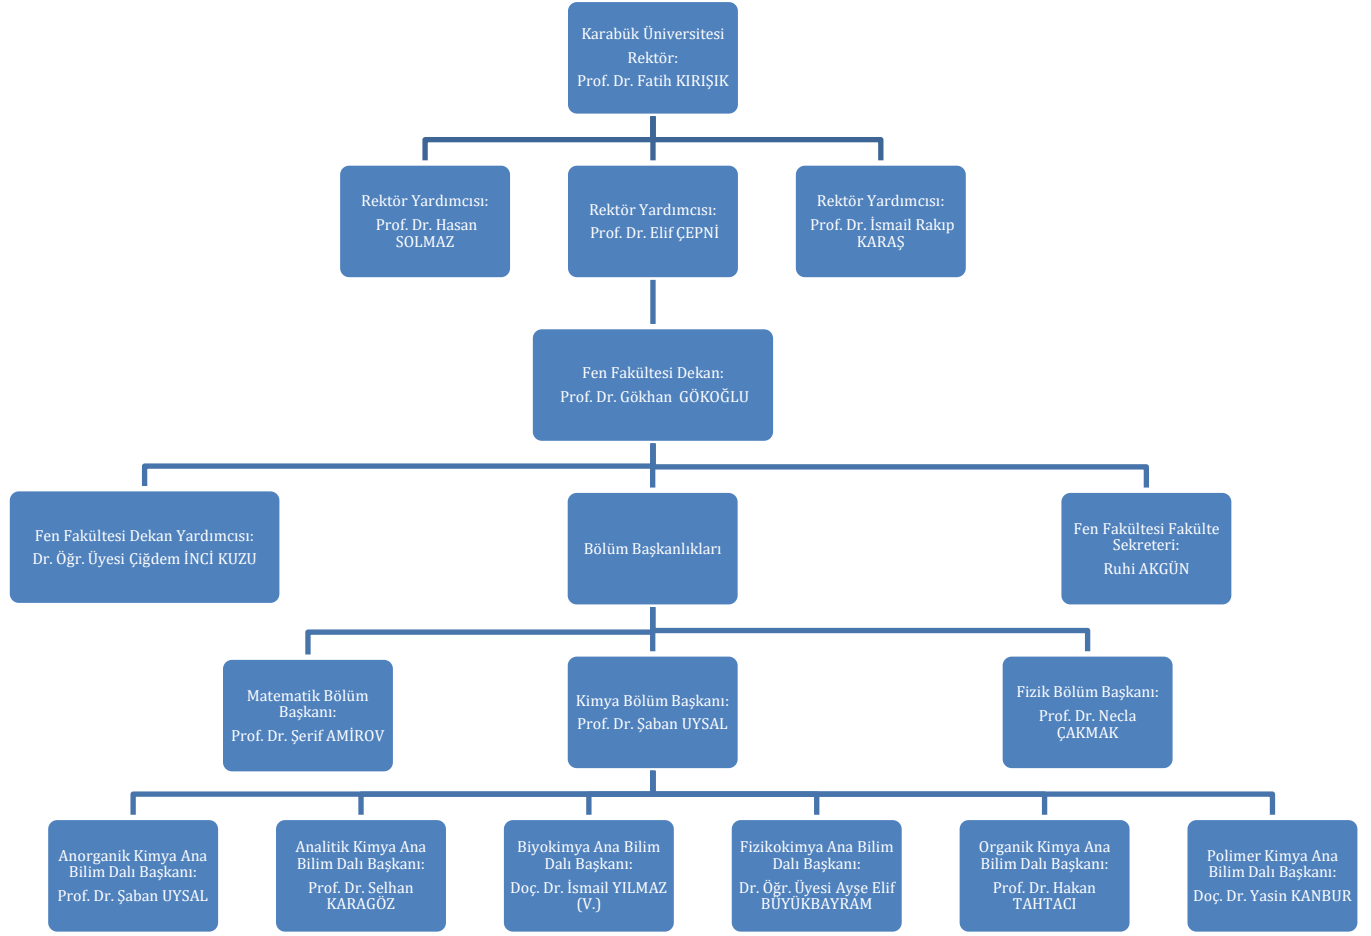 Karabük Üniversitesi
Rektör:
Prof. Dr. Fatih KIRIŞIK
Rektör Yardımcısı:
Prof. Dr. Hasan
SOLMAZ
Rektör Yardımcısı:
Prof. Dr. Elif ÇEPNİ
Rektör Yardımcısı:
Prof. Dr. İsmail Rakıp
KARAŞ
Fen Fakültesi Dekan:
Prof. Dr. Gökhan  GÖKOĞLU
Fen Fakültesi Dekan Yardımcısı:
Dr. Öğr. Üyesi Çiğdem İNCİ KUZU
Bölüm Başkanlıkları
Fen Fakültesi Fakülte
Sekreteri:
Ruhi AKGÜN
Matematik Bölüm
Başkanı:
Prof. Dr. Şerif AMİROV
Kimya Bölüm Başkanı:
Prof. Dr. Şaban UYSAL
Fizik Bölüm Başkanı:
Prof. Dr. Necla
ÇAKMAK
Anorganik Kimya Ana
Bilim Dalı Başkanı:
Prof. Dr. Şaban UYSAL
Analitik Kimya Ana
Bilim Dalı Başkanı:
Prof. Dr. Selhan
KARAGÖZ
Biyokimya Ana Bilim
Dalı Başkanı:
Doç. Dr. İsmail YILMAZ
(V.)
Fizikokimya Ana Bilim
Dalı Başkanı:
Dr. Öğr. Üyesi Ayşe Elif
BÜYÜKBAYRAM
Organik Kimya Ana
Bilim Dalı Başkanı:
Prof. Dr. Hakan
TAHTACI
Polimer Kimya Ana
Bilim Dalı Başkanı:
Doç. Dr. Yasin KANBUR